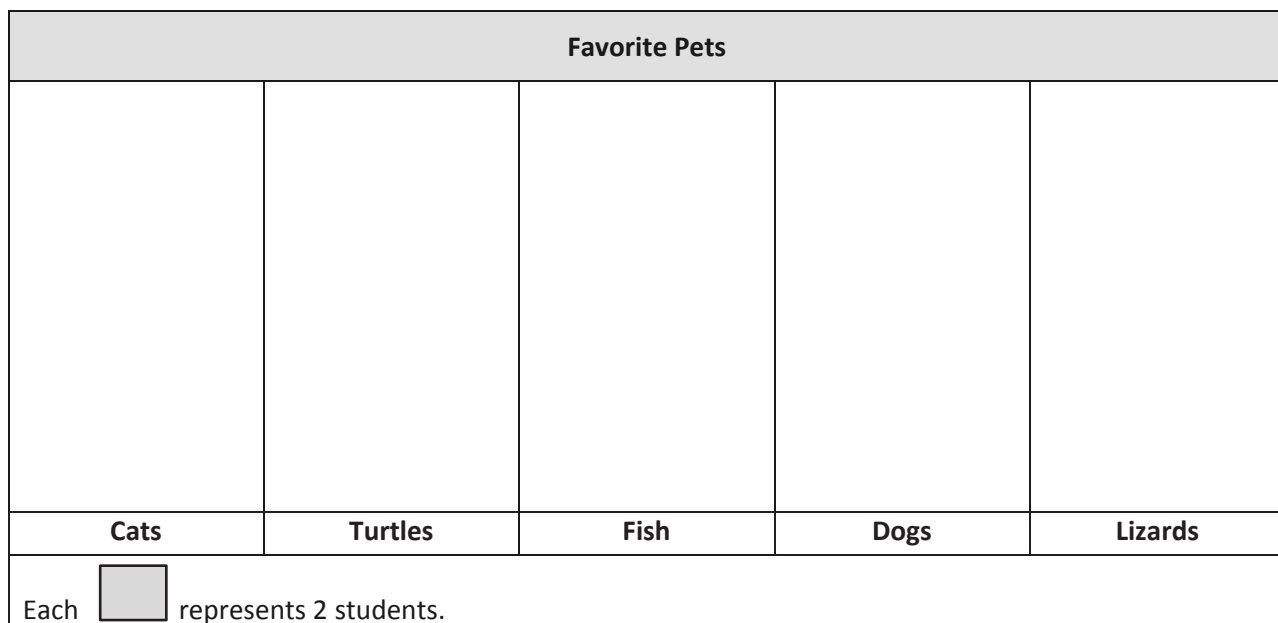 Favorite Pets
Cats Turtles Fish Dogs Lizards
Each represents 2 students.